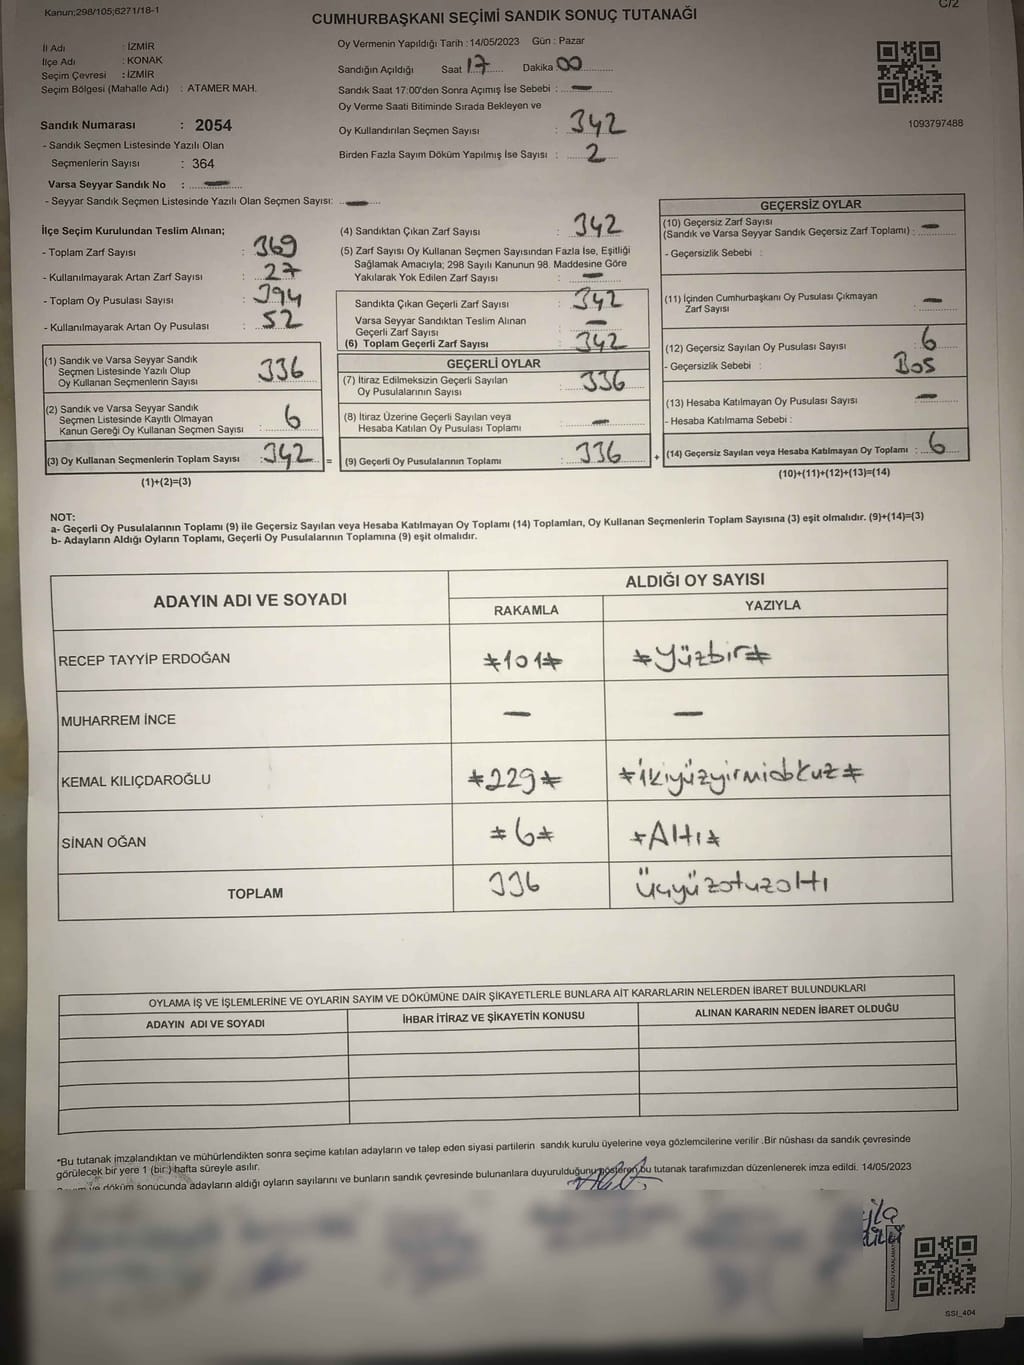 Kanun;298/105;6271/18-1
C/2
CUMHURBAŞKANI SEÇİMİ SANDIK SONUÇ TUTANAĞI
İl Adı : İZMİR
İlçe Adı : KONAK
Seçim Çevresi : İZMİR
Seçim Bölgesi (Mahalle Adı) : ATAMER MAH.
Sandık Numarası : 2054
- Sandık Seçmen Listesinde Yazılı Olan
Seçmenlerin Sayısı : 364
Varsa Seyyar Sandık No : —
- Seyyar Sandık Seçmen Listesinde Yazılı Olan Seçmen Sayısı: —
Oy Vermenin Yapıldığı Tarih : 14/05/2023 Gün : Pazar
Sandığın Açıldığı Saat 17 Dakika 00
Sandık Saat 17:00'den Sonra Açımış İse Sebebi : —
Oy Verme Saati Bitiminde Sırada Bekleyen ve
Oy Kullandırılan Seçmen Sayısı : 342
Birden Fazla Sayım Döküm Yapılmış İse Sayısı : 2
1093797488
İlçe Seçim Kurulundan Teslim Alınan;
- Toplam Zarf Sayısı : 369
- Kullanılmayarak Artan Zarf Sayısı : 27
- Toplam Oy Pusulası Sayısı : 394
- Kullanılmayarak Artan Oy Pusulası : 52
(1) Sandık ve Varsa Seyyar Sandık
Seçmen Listesinde Yazılı Olup
Oy Kullanan Seçmenlerin Sayısı : 336
(2) Sandık ve Varsa Seyyar Sandık
Seçmen Listesinde Kayıtlı Olmayan
Kanun Gereği Oy Kullanan Seçmen Sayısı : 6
(3) Oy Kullanan Seçmenlerin Toplam Sayısı : 342 =
(1)+(2)=(3)
(4) Sandıktan Çıkan Zarf Sayısı : 342
(5) Zarf Sayısı Oy Kullanan Seçmen Sayısından Fazla İse, Eşitliği
Sağlamak Amacıyla; 298 Sayılı Kanunun 98. Maddesine Göre
Yakılarak Yok Edilen Zarf Sayısı : —
Sandıkta Çıkan Geçerli Zarf Sayısı : 342
Varsa Seyyar Sandıktan Teslim Alınan
Geçerli Zarf Sayısı : —
(6) Toplam Geçerli Zarf Sayısı : 342
GEÇERLİ OYLAR
(7) İtiraz Edilmeksizin Geçerli Sayılan
Oy Pusulalarının Sayısı : 336
(8) İtiraz Üzerine Geçerli Sayılan veya
Hesaba Katılan Oy Pusulası Toplamı : —
(9) Geçerli Oy Pusulalarının Toplamı : 336 +
GEÇERSİZ OYLAR
(10) Geçersiz Zarf Sayısı
(Sandık ve Varsa Seyyar Sandık Geçersiz Zarf Toplamı) : —
- Geçersizlik Sebebi :
(11) İçinden Cumhurbaşkanı Oy Pusulası Çıkmayan
Zarf Sayısı : —
(12) Geçersiz Sayılan Oy Pusulası Sayısı : 6
- Geçersizlik Sebebi : BOŞ
(13) Hesaba Katılmayan Oy Pusulası Sayısı : —
- Hesaba Katılmama Sebebi :
(14) Geçersiz Sayılan veya Hesaba Katılmayan Oy Toplamı : 6
(10)+(11)+(12)+(13)=(14)
NOT:
a- Geçerli Oy Pusulalarının Toplamı (9) ile Geçersiz Sayılan veya Hesaba Katılmayan Oy Toplamı (14) Toplamları, Oy Kullanan Seçmenlerin Toplam Sayısına (3) eşit olmalıdır. (9)+(14)=(3)
b- Adayların Aldığı Oyların Toplamı, Geçerli Oy Pusulalarının Toplamına (9) eşit olmalıdır.
ADAYIN ADI VE SOYADI
ALDIĞI OY SAYISI
RAKAMLA YAZIYLA
RECEP TAYYİP ERDOĞAN *101* *Yüzbir*
MUHARREM İNCE — —
KEMAL KILIÇDAROĞLU *229* *ikiyüzyirmidokuz*
SİNAN OĞAN *6* *Altı*
TOPLAM 336 Üçyüzotuzaltı
OYLAMA İŞ VE İŞLEMLERİNE VE OYLARIN SAYIM VE DÖKÜMÜNE DAİR ŞİKAYETLERLE BUNLARA AİT KARARLARIN NELERDEN İBARET BULUNDUKLARI
ADAYIN ADI VE SOYADI İHBAR İTİRAZ VE ŞİKAYETİN KONUSU ALINAN KARARIN NEDEN İBARET OLDUĞU
*Bu tutanak imzalandıktan ve mühürlendikten sonra seçime katılan adayların ve talep eden siyasi partilerin sandık kurulu üyelerine veya gözlemcilerine verilir .Bir nüshası da sandık çevresinde
görülecek bir yere 1 (bir ) hafta süreyle asılır.
ve döküm sonucunda adayların aldığı oyların sayılarını ve bunların sandık çevresinde bulunanlara duyurulduğunu gösteren bu tutanak tarafımızdan düzenlenerek imza edildi. 14/05/2023
SSI_404